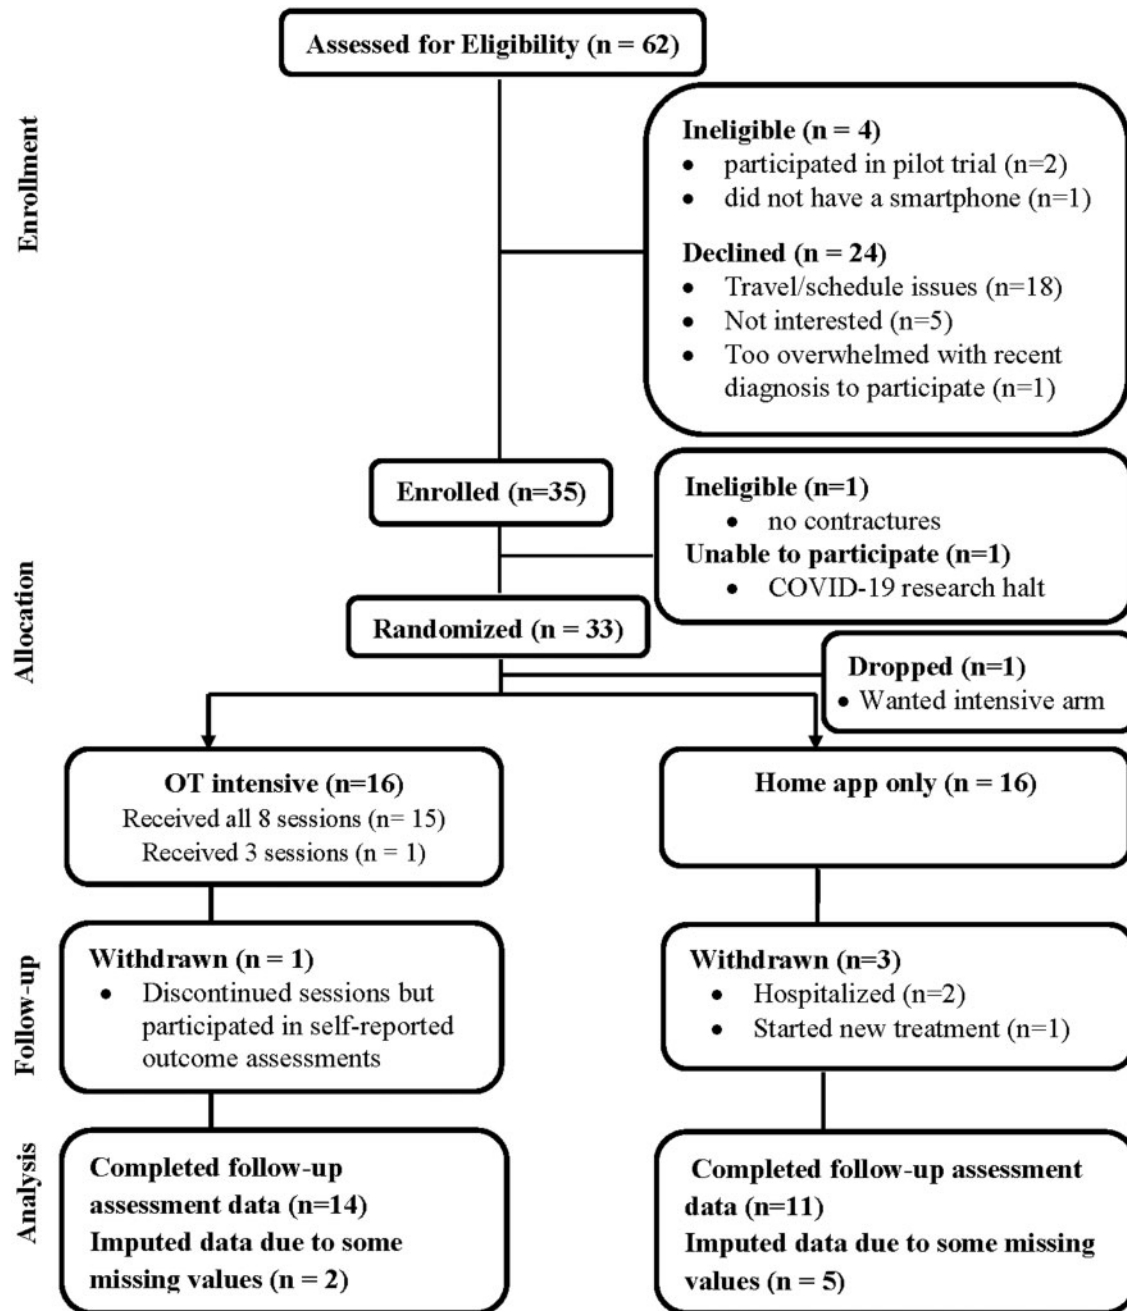 Assessed for Eligibility (n = 62)
Enrollment
Ineligible (n = 4)
• participated in pilot trial (n=2)
• did not have a smartphone (n=1)
Declined (n = 24)
• Travel/schedule issues (n=18)
• Not interested (n=5)
• Too overwhelmed with recent
diagnosis to participate (n=1)
Enrolled (n=35)
Ineligible (n=1)
• no contractures
Unable to participate (n=1)
• COVID-19 research halt
Allocation
Randomized (n = 33)
Dropped (n=1)
• Wanted intensive arm
OT intensive (n=16)
Received all 8 sessions (n= 15)
Received 3 sessions (n = 1)
Home app only (n = 16)
Follow-up
Withdrawn (n = 1)
• Discontinued sessions but
participated in self-reported
outcome assessments
Withdrawn (n=3)
• Hospitalized (n=2)
• Started new treatment (n=1)
Analysis
Completed follow-up
assessment data (n=14)
Imputed data due to some
missing values (n = 2)
Completed follow-up assessment
data (n=11)
Imputed data due to some missing
values (n = 5)